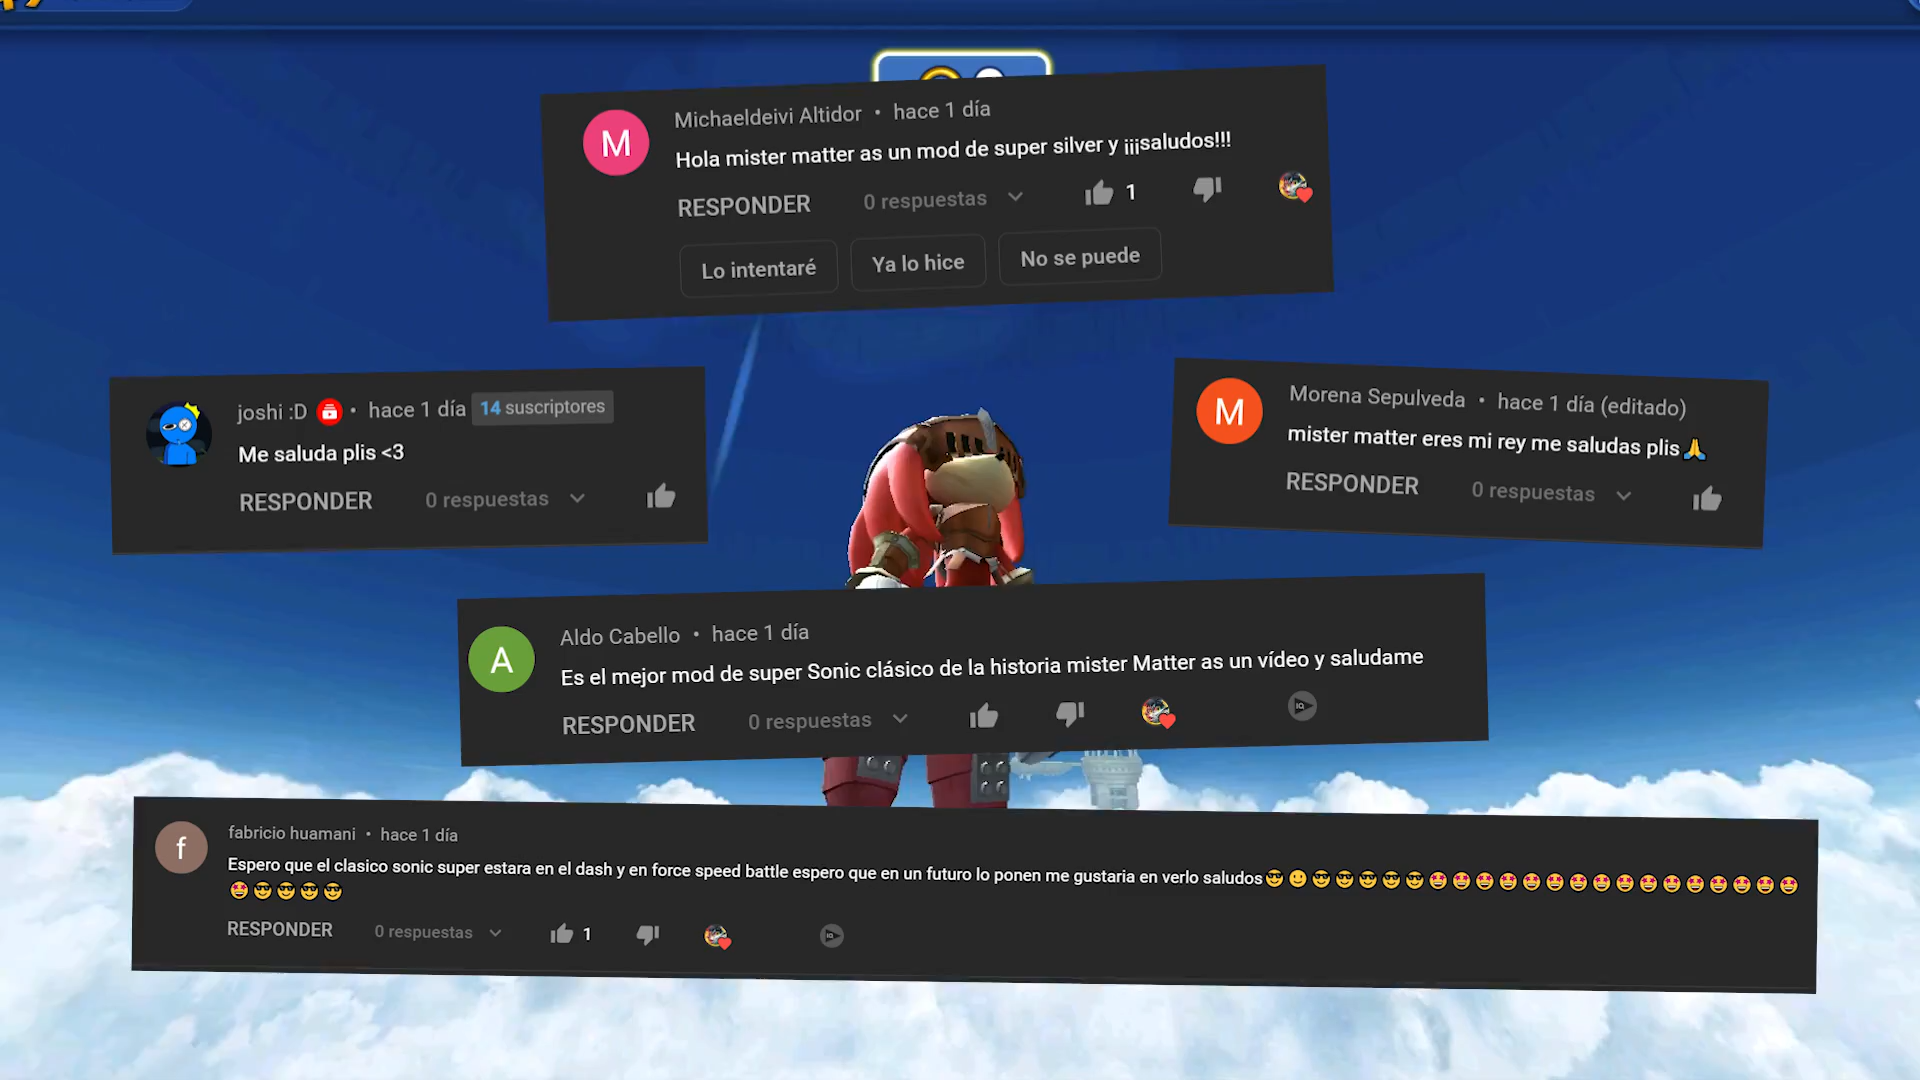 M
Michaeldeivi Altidor • hace 1 día
Hola mister matter as un mod de super silver y ¡¡¡saludos!!!
RESPONDER 0 respuestas 1
Lo intentaré Ya lo hice No se puede
joshi :D • hace 1 día 14 suscriptores
Me saluda plis <3
RESPONDER 0 respuestas
M
Morena Sepulveda • hace 1 día (editado)
mister matter eres mi rey me saludas plis🙏
RESPONDER 0 respuestas
A
Aldo Cabello • hace 1 día
Es el mejor mod de super Sonic clásico de la historia mister Matter as un vídeo y saludame
RESPONDER 0 respuestas
f
fabricio huamani • hace 1 día
Espero que el clasico sonic super estara en el dash y en force speed battle espero que en un futuro lo ponen me gustaria en verlo saludos😎🙂😎😎😎😎😎🤩🤩🤩🤩🤩🤩🤩🤩🤩🤩🤩🤩🤩🤩🤩🤩
🤩😎😎😎😎
RESPONDER 0 respuestas 1